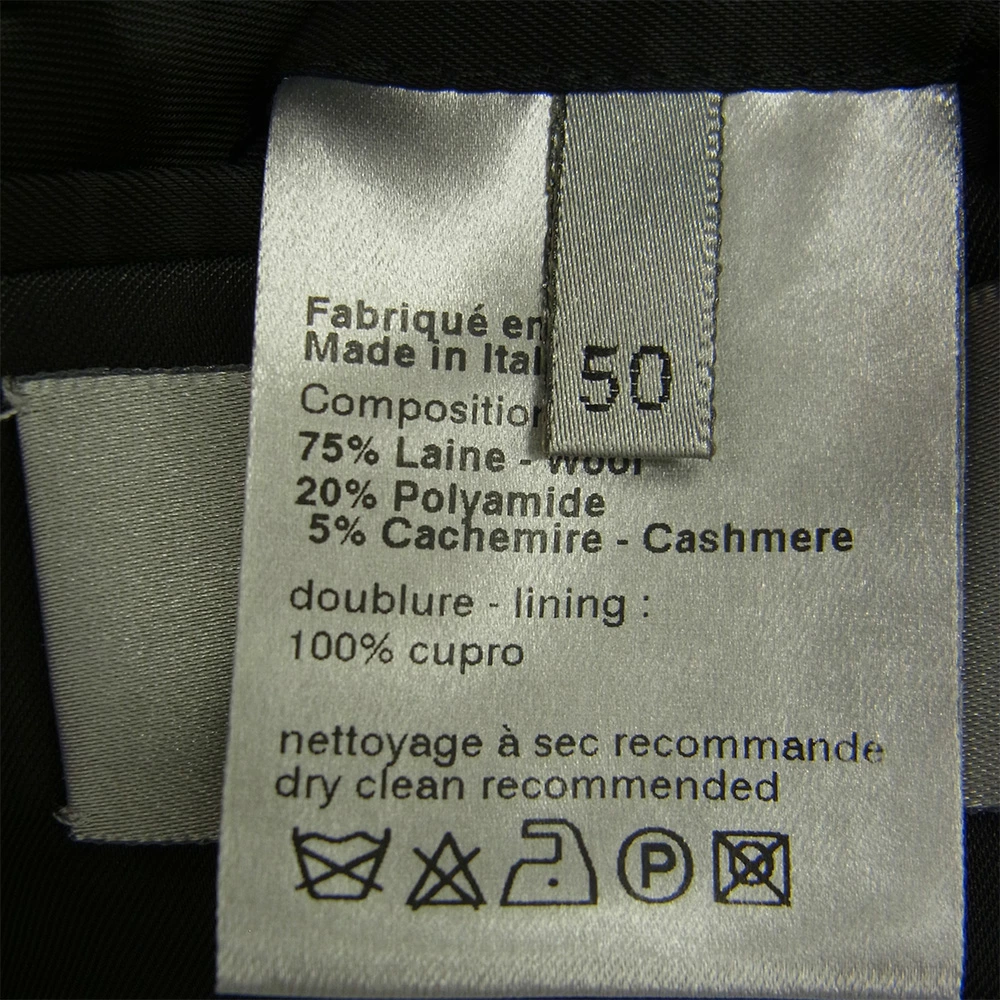 Fabriqué en
Made in Ital
50
Composition
75% Laine - wool
20% Polyamide
5% Cachemire - Cashmere
doublure - lining :
100% cupro
nettoyage à sec recommande
dry clean recommended
P